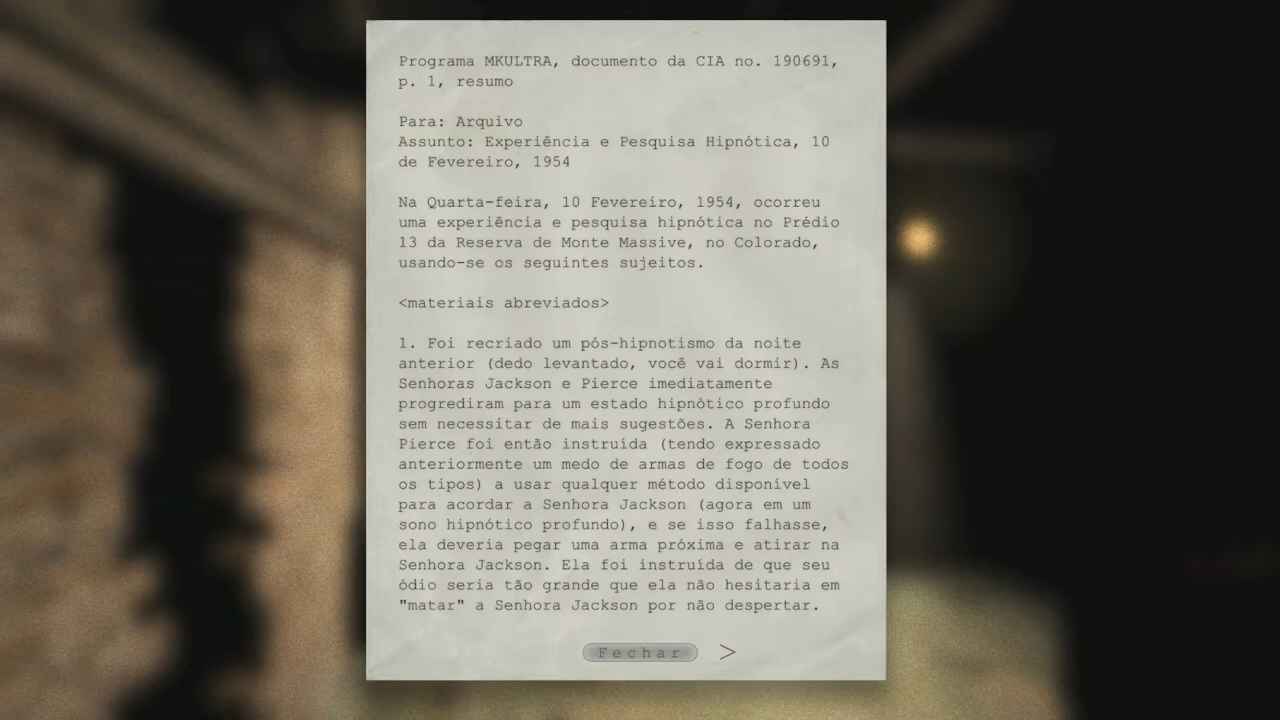 Programa MKULTRA, documento da CIA no. 190691,
p. 1, resumo
Para: Arquivo
Assunto: Experiência e Pesquisa Hipnótica, 10
de Fevereiro, 1954
Na Quarta-feira, 10 Fevereiro, 1954, ocorreu
uma experiência e pesquisa hipnótica no Prédio
13 da Reserva de Monte Massive, no Colorado,
usando-se os seguintes sujeitos.
<materiais abreviados>
1. Foi recriado um pós-hipnotismo da noite
anterior (dedo levantado, você vai dormir). As
Senhoras Jackson e Pierce imediatamente
progrediram para um estado hipnótico profundo
sem necessitar de mais sugestões. A Senhora
Pierce foi então instruída (tendo expressado
anteriormente um medo de armas de fogo de todos
os tipos) a usar qualquer método disponível
para acordar a Senhora Jackson (agora em um
sono hipnótico profundo), e se isso falhasse,
ela deveria pegar uma arma próxima e atirar na
Senhora Jackson. Ela foi instruída de que seu
ódio seria tão grande que ela não hesitaria em
"matar" a Senhora Jackson por não despertar.
Fechar >